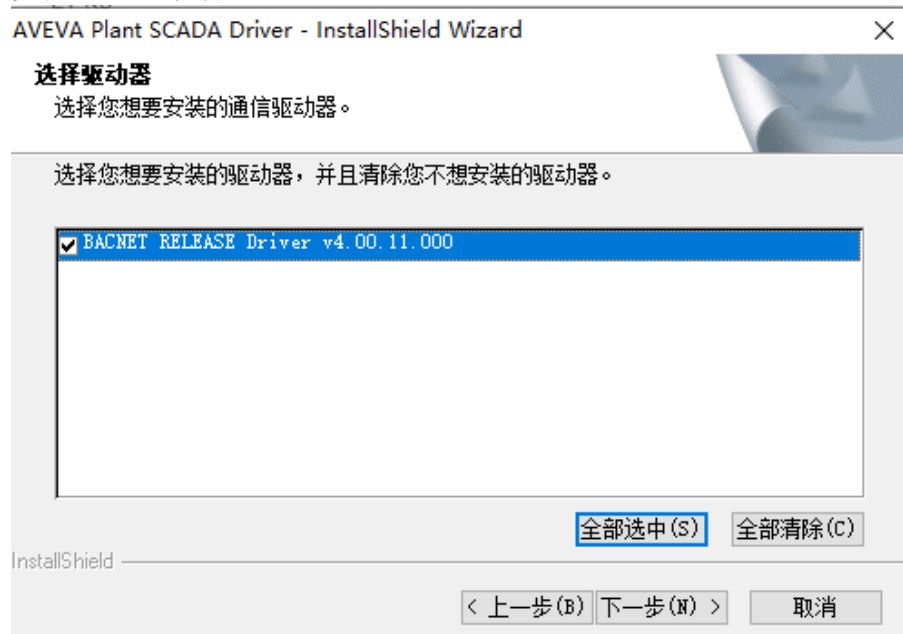 AVEVA Plant SCADA Driver - InstallShield Wizard
选择驱动器
选择您想要安装的通信驱动器。
选择您想要安装的驱动器，并且清除您不想安装的驱动器。
BACNET RELEASE Driver v4.00.11.000
全部选中(S) 全部清除(C)
InstallShield
< 上一步(B) 下一步(N) > 取消